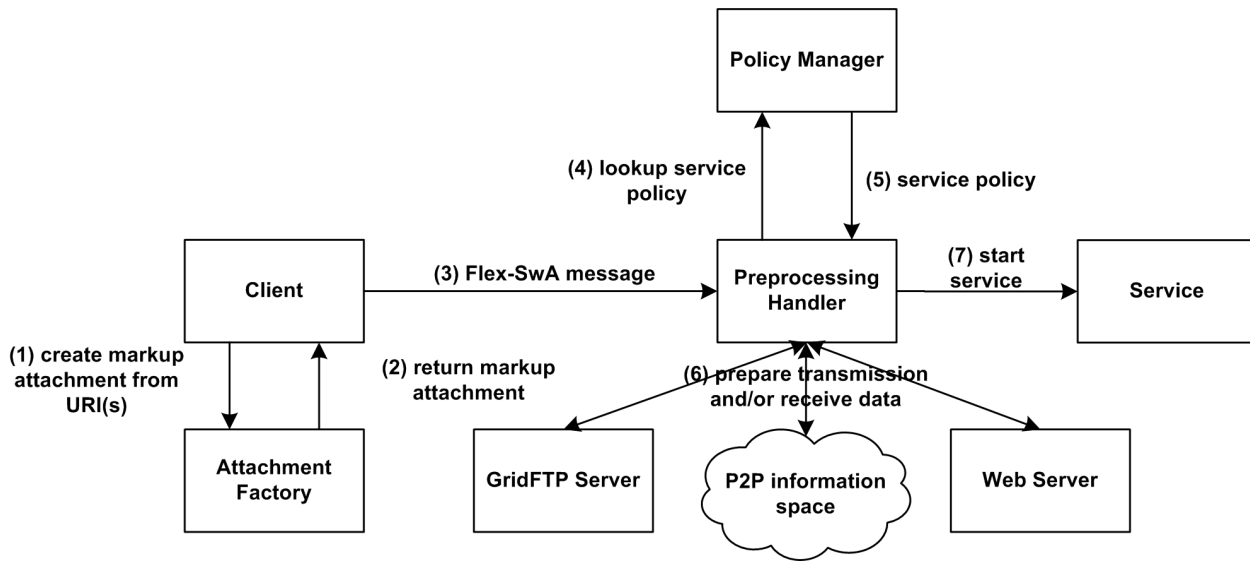 Policy Manager
(4) lookup service
policy
(5) service policy
Client
(3) Flex-SwA message
Preprocessing
Handler
(7) start
service
Service
(1) create markup
attachment from
URI(s)
(2) return markup
attachment
(6) prepare transmission
and/or receive data
Attachment
Factory
GridFTP Server
P2P information
space
Web Server